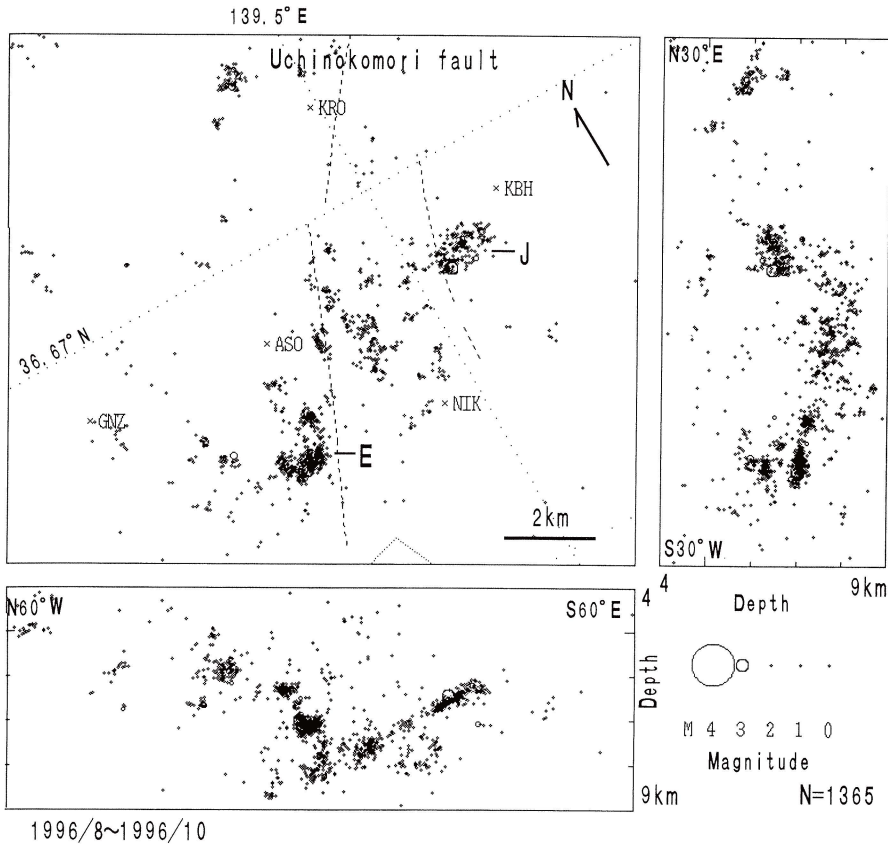 139.5°E
Uchinokomori fault
N
KRO
KBH
J
36.67°N
ASO
GNZ
NIK
E
2km
N30°E
S30°W
4
9km
Depth
N60°W
S60°E
4
Depth
9km
M 4 3 2 1 0
Magnitude
N=1365
1996/8~1996/10